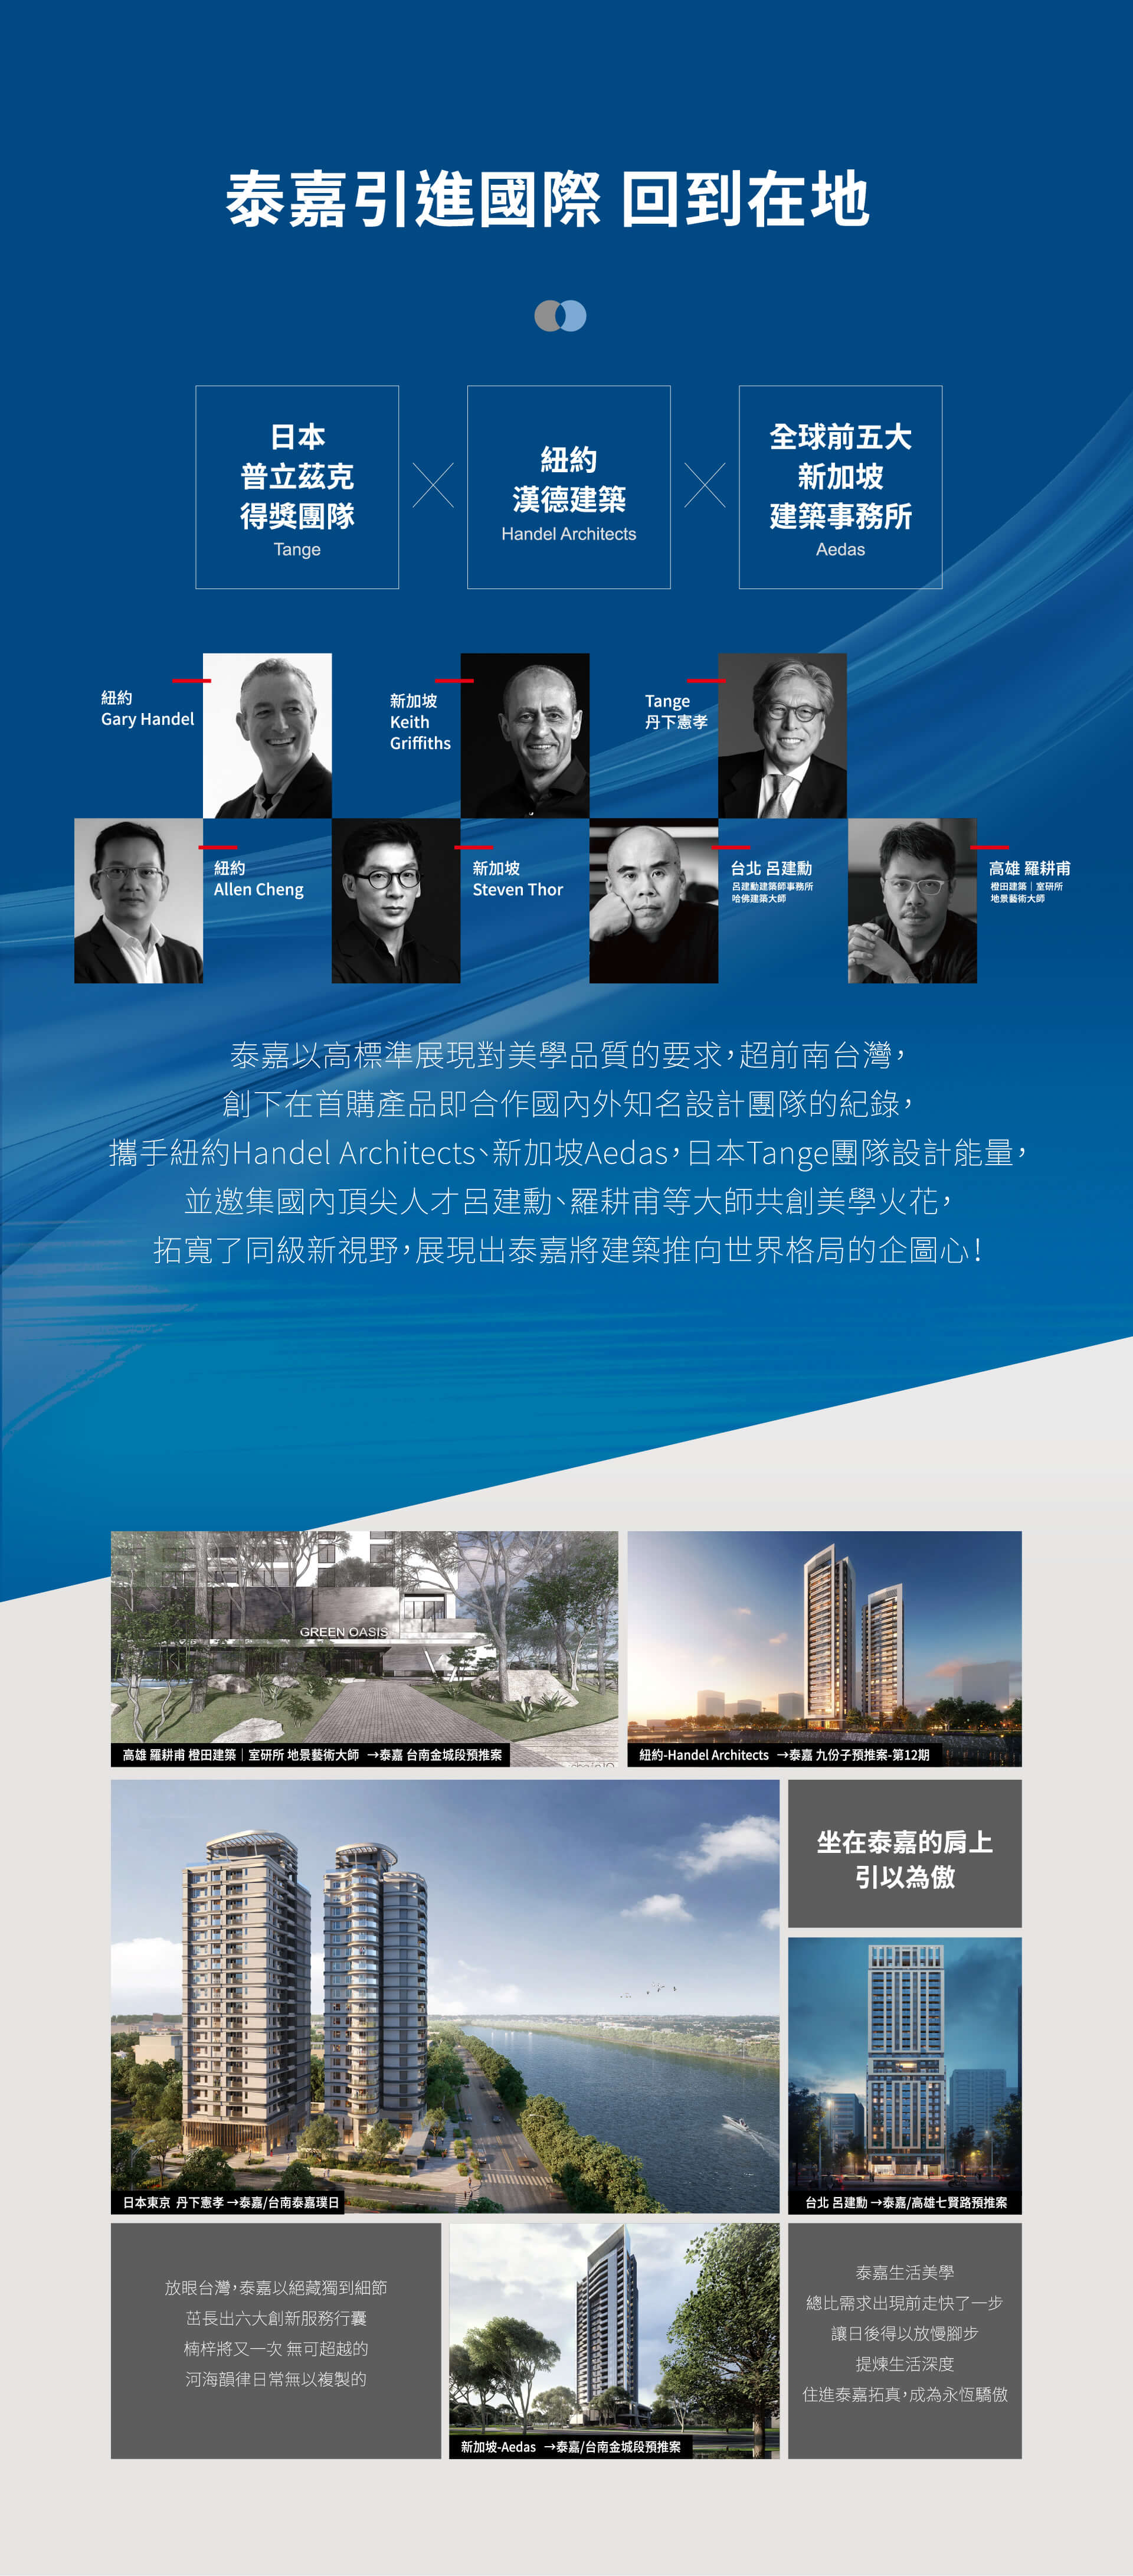 泰嘉引進國際 回到在地
日本
普立茲克
得獎團隊
Tange
紐約
漢德建築
Handel Architects
全球前五大
新加坡
建築事務所
Aedas
紐約
Gary Handel
新加坡
Keith
Griffiths
Tange
丹下憲孝
紐約
Allen Cheng
新加坡
Steven Thor
台北 呂建勳
呂建勳建築師事務所
哈佛建築大師
高雄 羅耕甫
橙田建築｜室研所
地景藝術大師
泰嘉以高標準展現對美學品質的要求，超前南台灣，
創下在首購產品即合作國內外知名設計團隊的紀錄，
攜手紐約Handel Architects、新加坡Aedas，日本Tange團隊設計能量，
並邀集國內頂尖人才呂建勳、羅耕甫等大師共創美學火花，
拓寬了同級新視野，展現出泰嘉將建築推向世界格局的企圖心！
GREEN OASIS
高雄 羅耕甫 橙田建築｜室研所 地景藝術大師 →泰嘉 台南金城段預推案
紐約-Handel Architects →泰嘉 九份子預推案-第12期
坐在泰嘉的肩上
引以為傲
日本東京 丹下憲孝→泰嘉/台南泰嘉璞日
台北 呂建勳→泰嘉/高雄七賢路預推案
放眼台灣，泰嘉以絕藏獨到細節
茁長出六大創新服務行囊
楠梓將又一次 無可超越的
河海韻律日常無以複製的
新加坡-Aedas →泰嘉/台南金城段預推案
泰嘉生活美學
總比需求出現前走快了一步
讓日後得以放慢腳步
提煉生活深度
住進泰嘉拓真，成為永恆驕傲